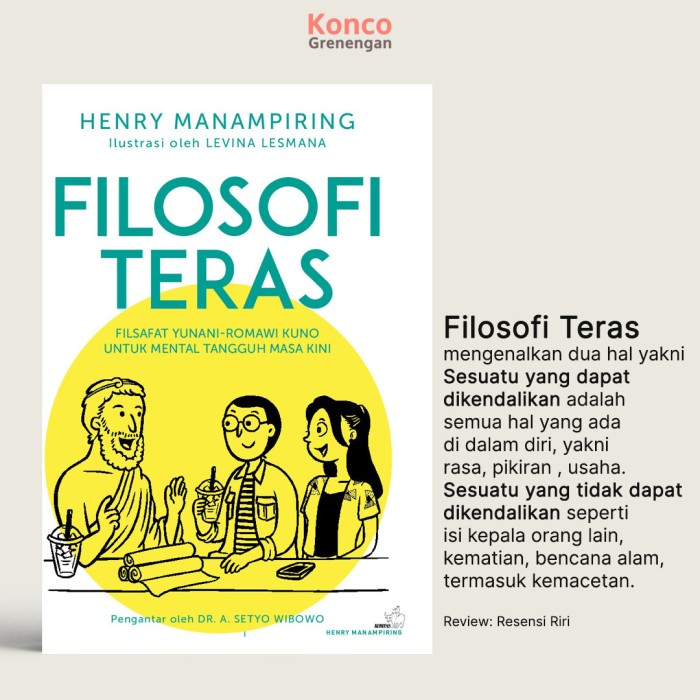 Konco
Grenengan
HENRY MANAMPIRING
Ilustrasi oleh LEVINA LESMANA
FILOSOFI
TERAS
FILSAFAT YUNANI-ROMAWI KUNO
UNTUK MENTAL TANGGUH MASA KINI
Pengantar oleh DR. A. SETYO WIBOWO
HENRY MANAMPIRING
Filosofi Teras
mengenalkan dua hal yakni
Sesuatu yang dapat
dikendalikan adalah
semua hal yang ada
di dalam diri, yakni
rasa, pikiran , usaha.
Sesuatu yang tidak dapat
dikendalikan seperti
isi kepala orang lain,
kematian, bencana alam,
termasuk kemacetan.
Review: Resensi Riri